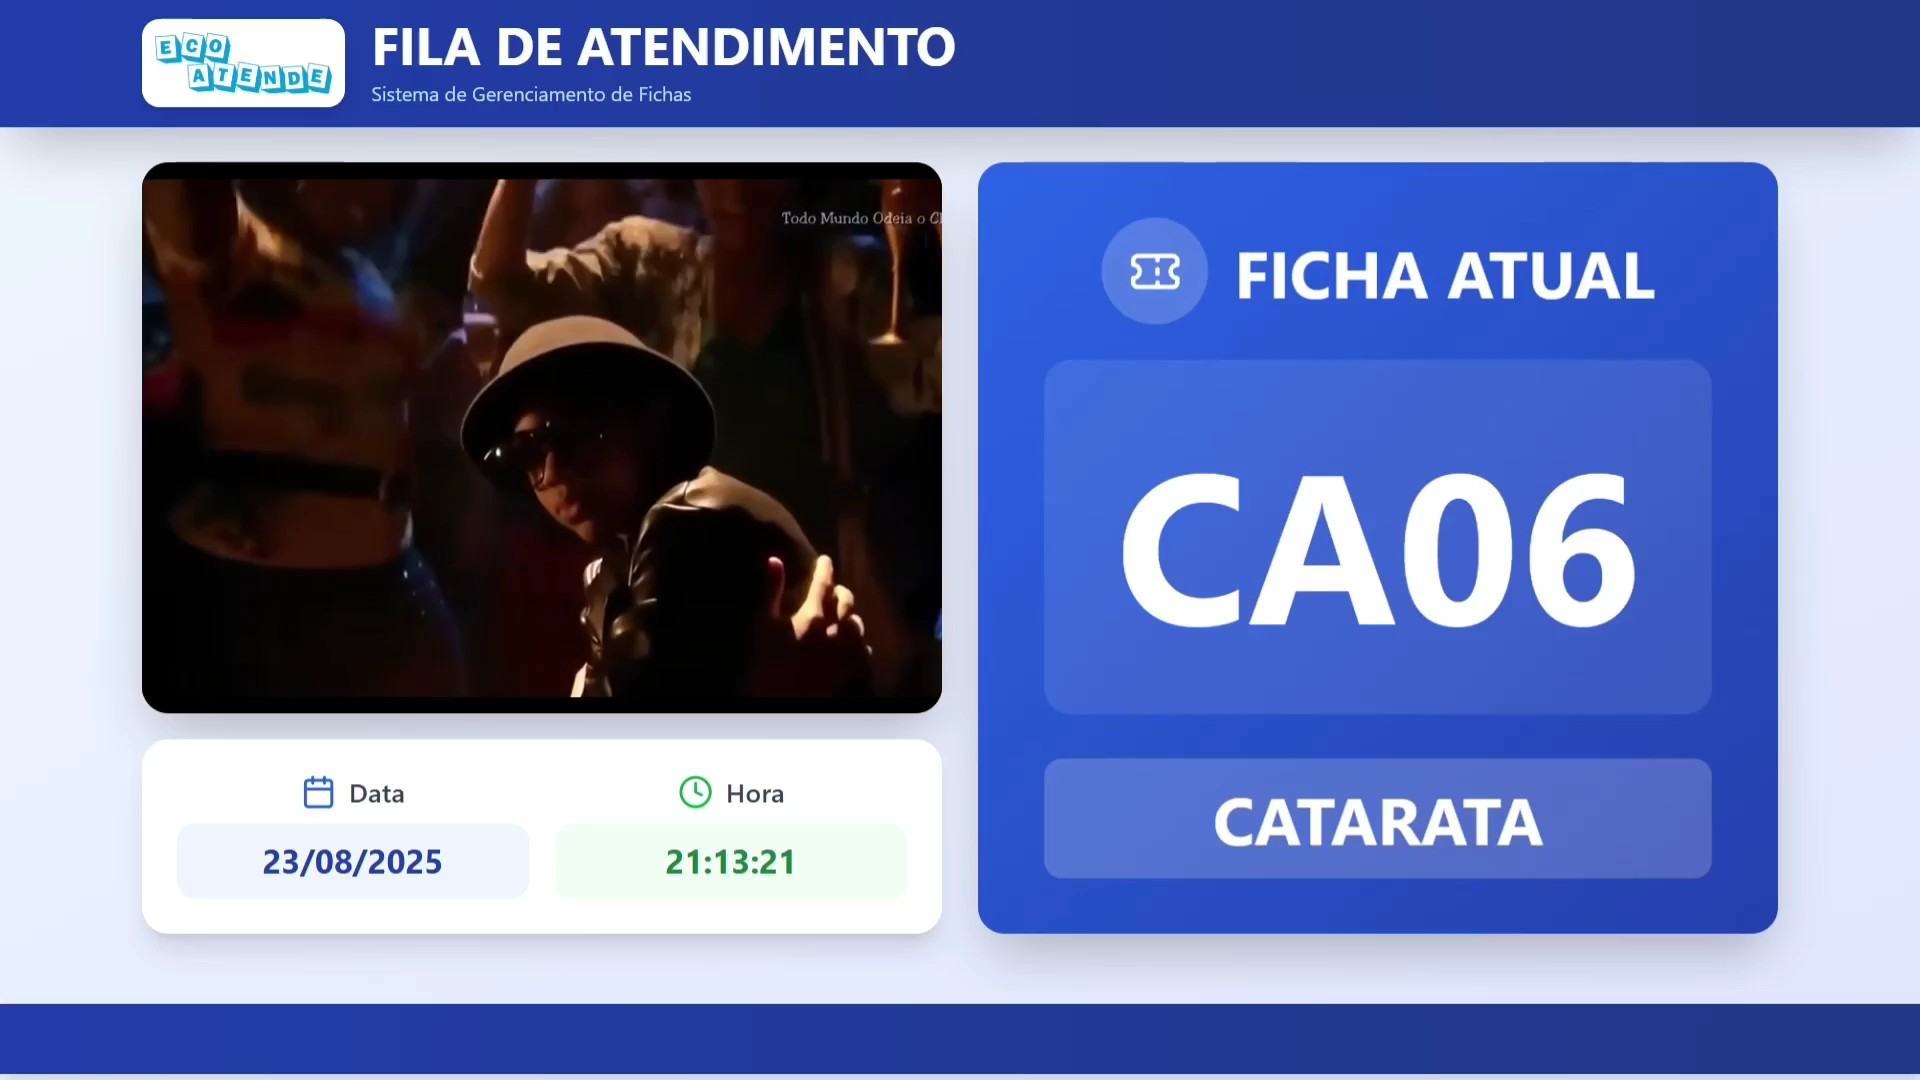 ECO
ATENDE
FILA DE ATENDIMENTO
Sistema de Gerenciamento de Fichas
Todo Mundo Odeia o C
FICHA ATUAL
CA06
CATARATA
Data
Hora
23/08/2025
21:13:21